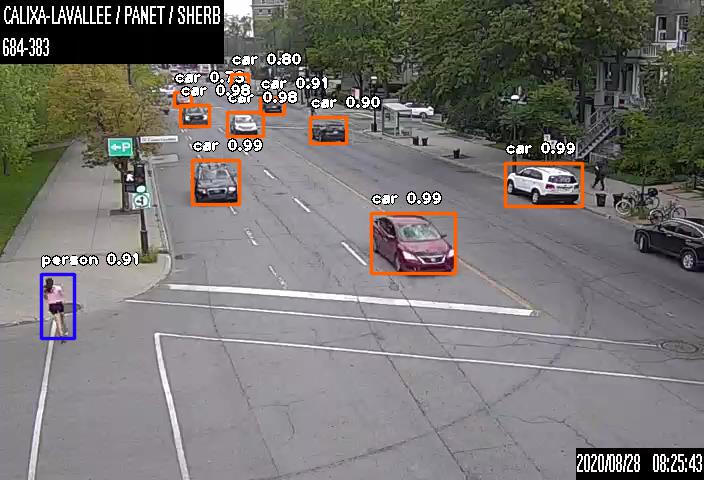 CALIXA-LAVALLEE / PANET / SHERB
684-383
car 0.80
car 0.75
car 0.91
car 0.98
car 0.98
car 0.90
←P
car 0.99
car 0.99
4
car 0.99
person 0.91
2020/08/28 08:25:43